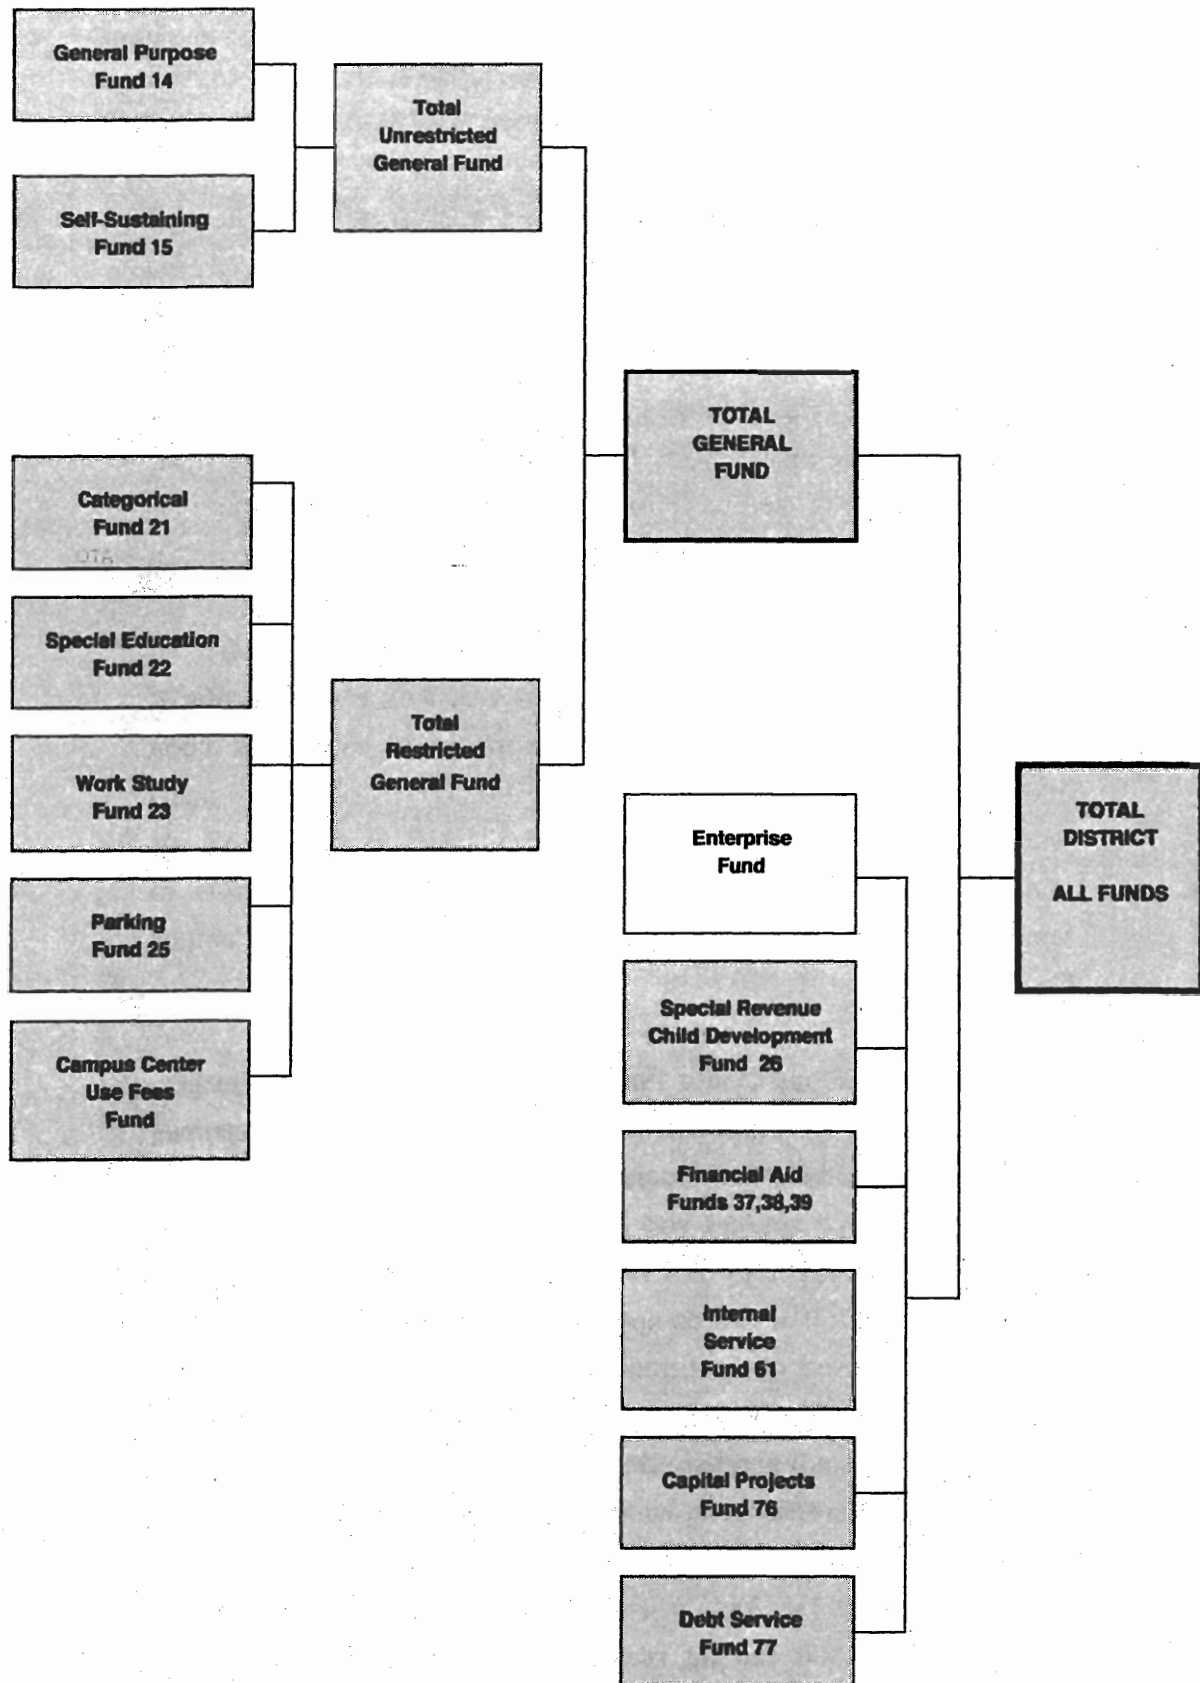 General Purpose
Fund 14
Total
Unrestricted
General Fund
Self-Sustaining
Fund 15
TOTAL
GENERAL
FUND
Categorical
Fund 21
Special Education
Fund 22
Total
Restricted
General Fund
Work Study
Fund 23
Enterprise
Fund
TOTAL
DISTRICT
ALL FUNDS
Parking
Fund 25
Special Revenue
Child Development
Fund 26
Campus Center
Use Fees
Fund
Financial Aid
Funds 37,38,39
Internal
Service
Fund 61
Capital Projects
Fund 76
Debt Service
Fund 77